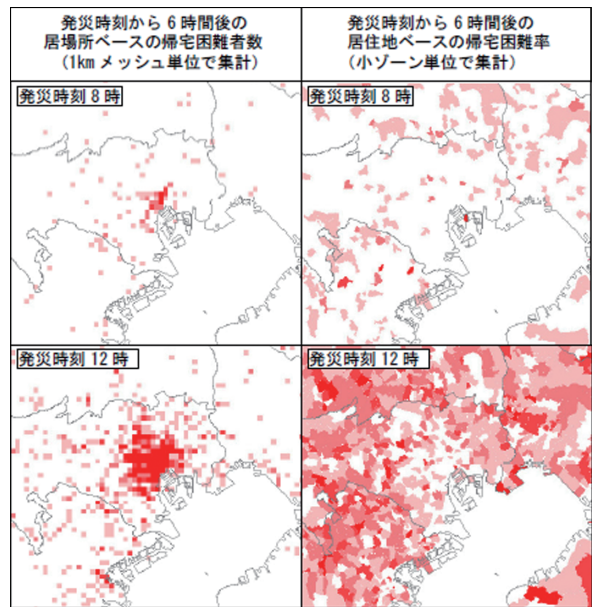 発災時刻から6時間後の
居場所ベースの帰宅困難者数
(1kmメッシュ単位で集計)
発災時刻から6時間後の
居住地ベースの帰宅困難率
(小ゾーン単位で集計)
発災時刻8時
発災時刻8時
発災時刻12時
発災時刻12時